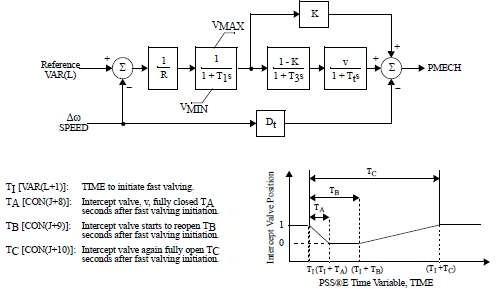 VMAX
K
Reference
VAR(L)
+
Σ
−
1
R
1
1 + T1s
VMIN
1 - K
1 + T3s
v
1 + Tts
+
+
Σ
−
PMECH
Δω
SPEED
Dt
TI [VAR(L+1)]: TIME to initiate fast valving.
TA [CON(J+8)]: Intercept valve, v, fully closed TA
seconds after fast valving initiation.
TB [CON(J+9)]: Intercept valve starts to reopen TB
seconds after fast valving initiation.
TC [CON(J+10)]: Intercept valve again fully open TC
seconds after fast valving initiation.
Intercept Valve Position
TC
TB
TA
1
0
TI (TI + TA) (TI + TB) (TI +TC)
PSS®E Time Variable, TIME